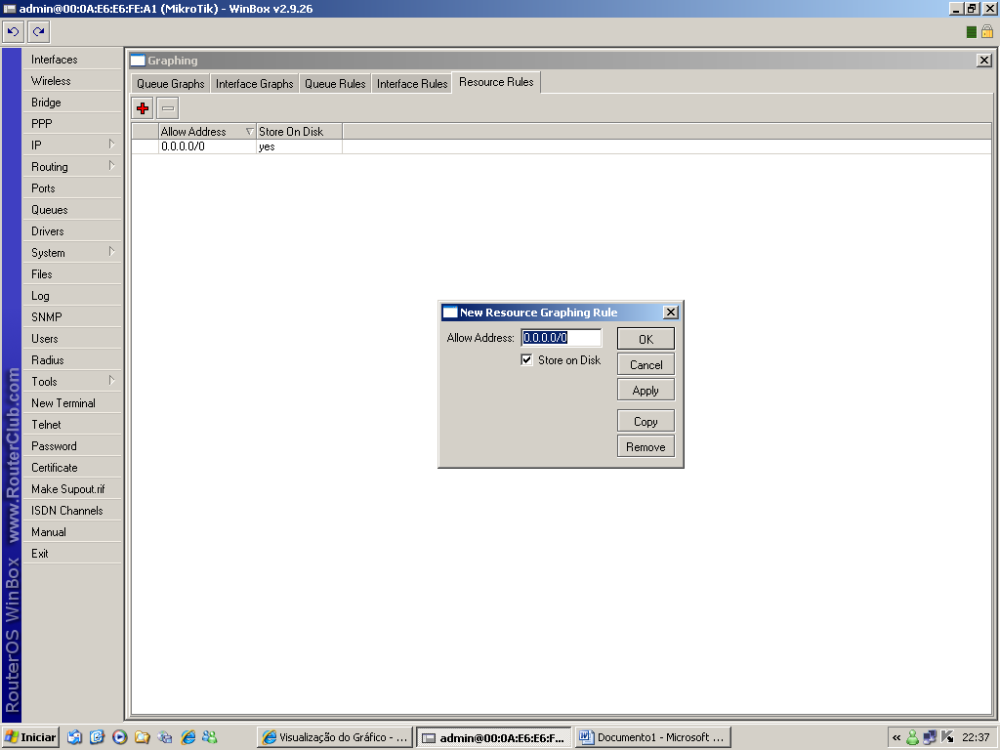 admin@00:0A:E6:E6:FE:A1 (MikroTik) - WinBox v2.9.26
Graphing
Queue Graphs Interface Graphs Queue Rules Interface Rules Resource Rules
Allow Address Store On Disk
0.0.0.0/0 yes
Interfaces
Wireless
Bridge
PPP
IP
Routing
Ports
Queues
Drivers
System
Files
Log
SNMP
Users
Radius
Tools
New Terminal
Telnet
Password
Certificate
Make Supout.rif
ISDN Channels
Manual
Exit
RouterOS WinBox www.RouterClub.com
New Resource Graphing Rule
Allow Address: 0.0.0.0/0
Store on Disk
OK
Cancel
Apply
Copy
Remove
Iniciar Visualização do Gráfico - ... admin@00:0A:E6:E6:F... Documento1 - Microsoft ... « 22:37